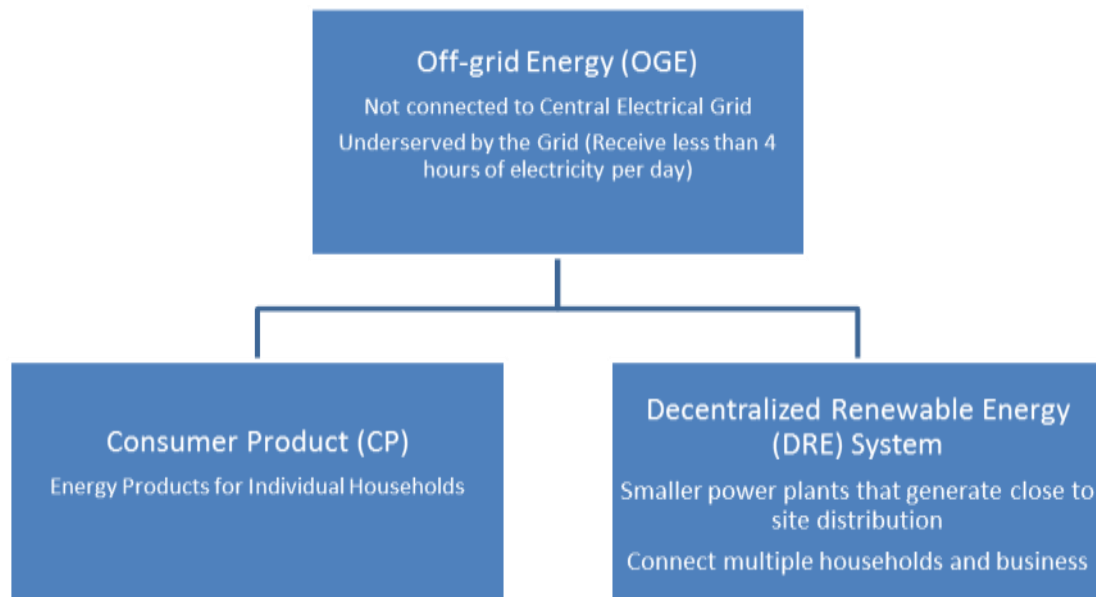 Off-grid Energy (OGE)
Not connected to Central Electrical Grid
Underserved by the Grid (Receive less than 4
hours of electricity per day)
Consumer Product (CP)
Energy Products for Individual Households
Decentralized Renewable Energy
(DRE) System
Smaller power plants that generate close to
site distribution
Connect multiple households and business